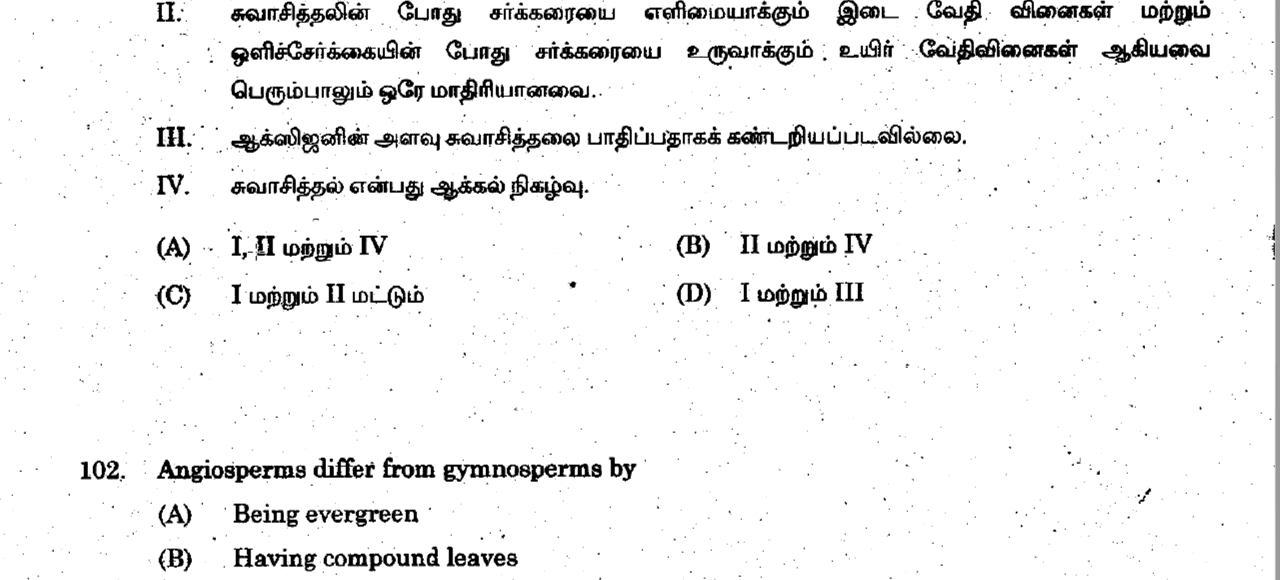 II. சுவாசித்தலின் போது சர்க்கரையை எளிமையாக்கும் இடை வேதி வினைகள் மற்றும்
ஒளிச்சேர்க்கையின் போது சர்க்கரையை உருவாக்கும் உயிர் வேதிவினைகள் ஆகியவை
பெரும்பாலும் ஒரே மாதிரியானவை.
III. ஆக்ஸிஜனின் அளவு சுவாசித்தலை பாதிப்பதாகக் கண்டறியப்படவில்லை.
IV. சுவாசித்தல் என்பது ஆக்கல் நிகழ்வு.
(A) I, II மற்றும் IV (B) II மற்றும் IV
(C) I மற்றும் II மட்டும் (D) I மற்றும் III
102. Angiosperms differ from gymnosperms by
(A) Being evergreen
(B) Having compound leaves